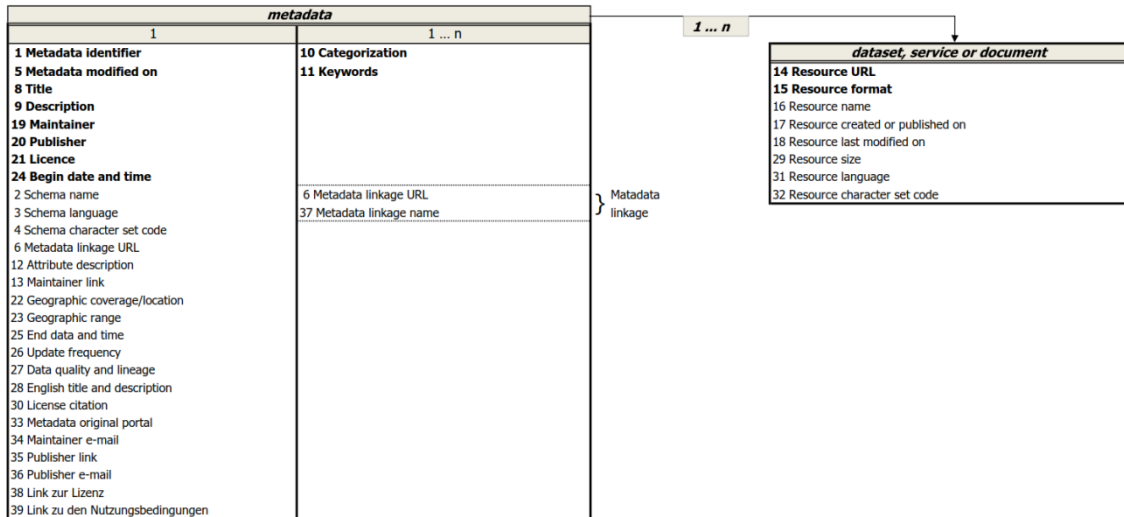 metadata
1
1 ... n
1 Metadata identifier
5 Metadata modified on
8 Title
9 Description
19 Maintainer
20 Publisher
21 Licence
24 Begin date and time
2 Schema name
3 Schema language
4 Schema character set code
6 Metadata linkage URL
12 Attribute description
13 Maintainer link
22 Geographic coverage/location
23 Geographic range
25 End data and time
26 Update frequency
27 Data quality and lineage
28 English title and description
30 License citation
33 Metadata original portal
34 Maintainer e-mail
35 Publisher link
36 Publisher e-mail
38 Link zur Lizenz
39 Link zu den Nutzungsbedingungen
10 Categorization
11 Keywords
6 Metadata linkage URL
37 Metadata linkage name
} Matadata
linkage
1 ... n
dataset, service or document
14 Resource URL
15 Resource format
16 Resource name
17 Resource created or published on
18 Resource last modified on
29 Resource size
31 Resource language
32 Resource character set code